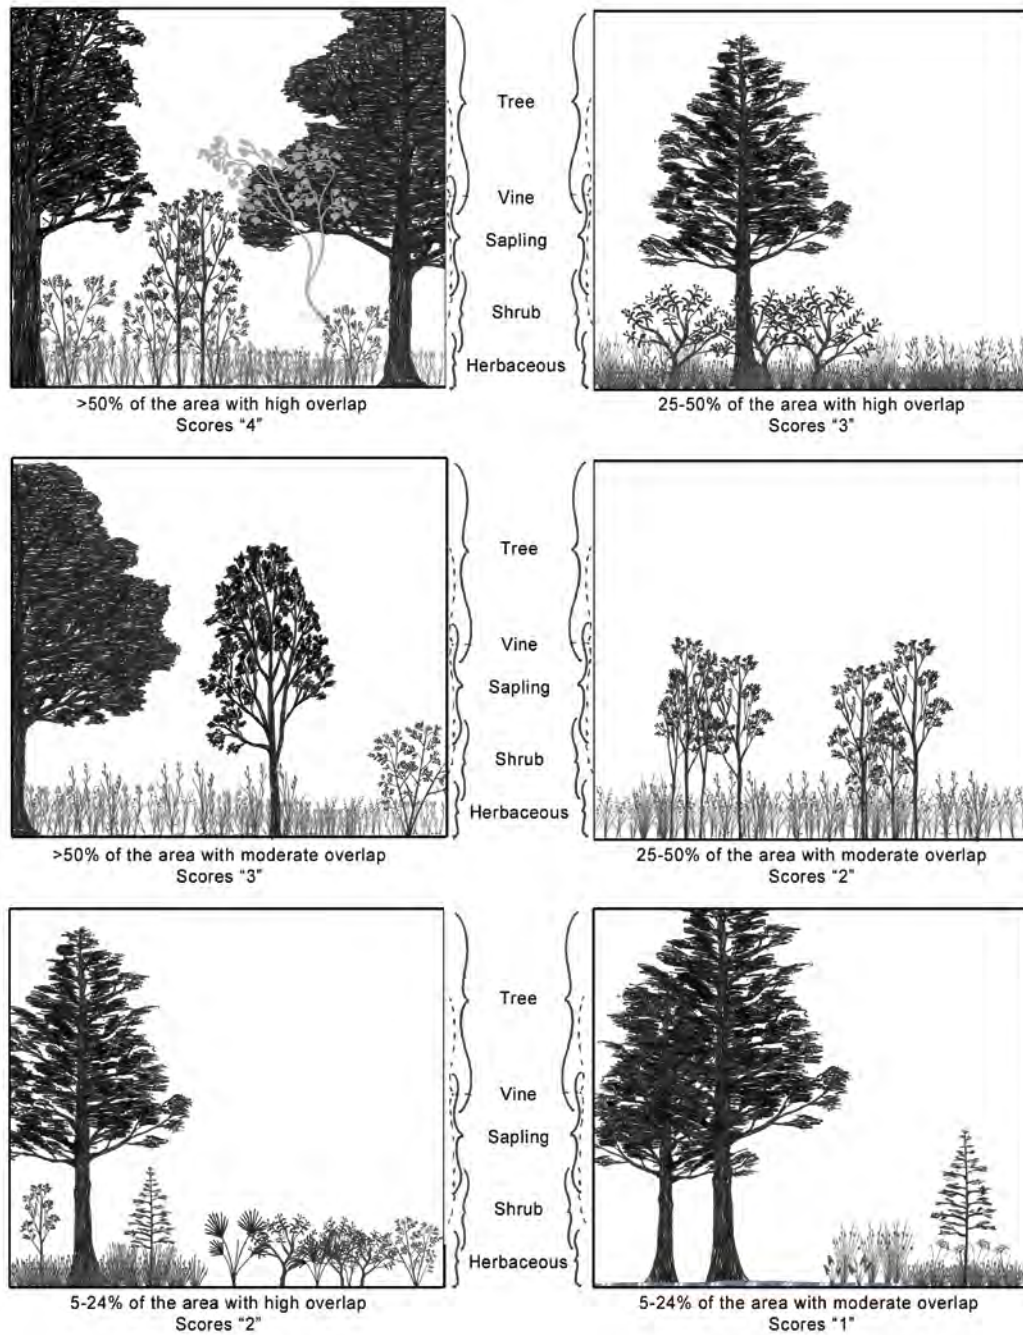 Tree
Vine
Sapling
Shrub
Herbaceous
>50% of the area with high overlap
Scores “4”
25-50% of the area with high overlap
Scores “3”
Tree
Vine
Sapling
Shrub
Herbaceous
>50% of the area with moderate overlap
Scores “3”
25-50% of the area with moderate overlap
Scores “2”
Tree
Vine
Sapling
Shrub
Herbaceous
5-24% of the area with high overlap
Scores “2”
5-24% of the area with moderate overlap
Scores “1”